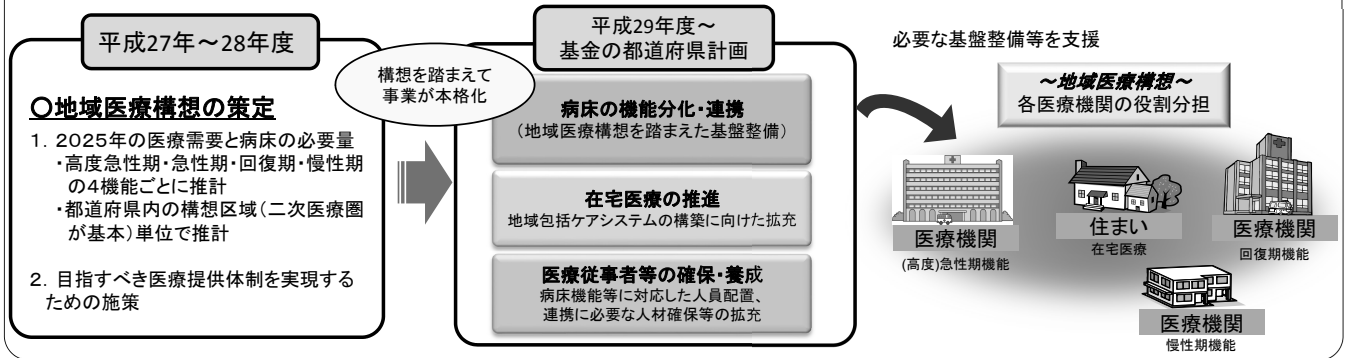 平成27年～28年度
○地域医療構想の策定
1. 2025年の医療需要と病床の必要量
・高度急性期・急性期・回復期・慢性期
の4機能ごとに推計
・都道府県内の構想区域(二次医療圏
が基本)単位で推計
2. 目指すべき医療提供体制を実現する
ための施策
構想を踏まえて
事業が本格化
平成29年度～
基金の都道府県計画
病床の機能分化・連携
(地域医療構想を踏まえた基盤整備)
在宅医療の推進
地域包括ケアシステムの構築に向けた拡充
医療従事者等の確保・養成
病床機能等に対応した人員配置、
連携に必要な人材確保等の拡充
必要な基盤整備等を支援
～地域医療構想～
各医療機関の役割分担
医療機関
(高度)急性期機能
住まい
在宅医療
医療機関
回復期機能
医療機関
慢性期機能